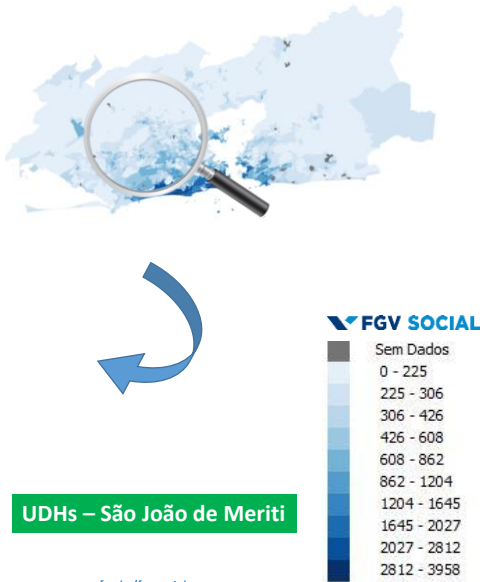 FGV SOCIAL
Sem Dados
0 - 225
225 - 306
306 - 426
426 - 608
608 - 862
862 - 1204
1204 - 1645
1645 - 2027
2027 - 2812
2812 - 3958
UDHs – São João de Meriti